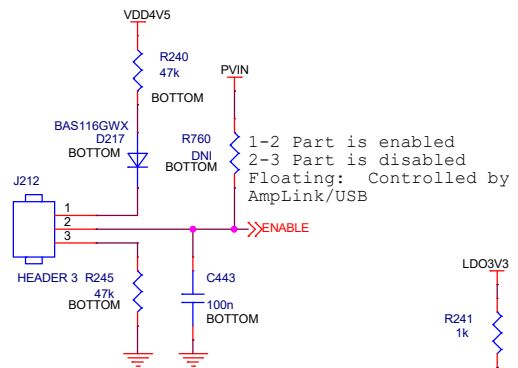 VDD4V5
R240
47k
BOTTOM
PVIN
BAS116GWX
D217
BOTTOM
R760
DNI
BOTTOM
1-2 Part is enabled
2-3 Part is disabled
Floating: Controlled by
AmpLink/USB
J212
1
2
3
ENABLE
HEADER 3
R245
47k
BOTTOM
C443
100n
BOTTOM
LDO3V3
R241
1k